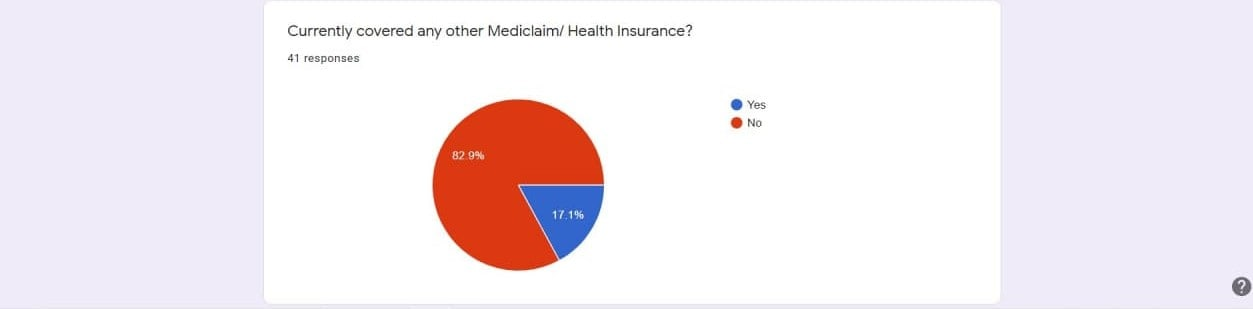 Currently covered any other Mediclaim/ Health Insurance?
41 responses
Yes
No
82.9%
17.1%
?